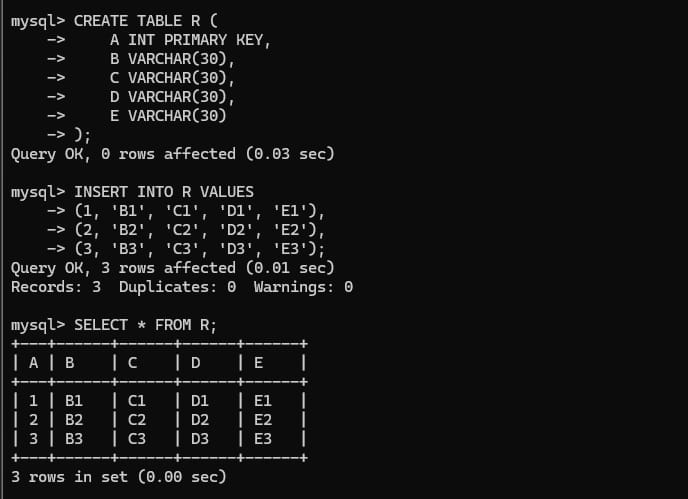 mysql> CREATE TABLE R (
    ->     A INT PRIMARY KEY,
    ->     B VARCHAR(30),
    ->     C VARCHAR(30),
    ->     D VARCHAR(30),
    ->     E VARCHAR(30)
    -> );
Query OK, 0 rows affected (0.03 sec)

mysql> INSERT INTO R VALUES
    -> (1, 'B1', 'C1', 'D1', 'E1'),
    -> (2, 'B2', 'C2', 'D2', 'E2'),
    -> (3, 'B3', 'C3', 'D3', 'E3');
Query OK, 3 rows affected (0.01 sec)
Records: 3  Duplicates: 0  Warnings: 0

mysql> SELECT * FROM R;
+---+------+------+------+------+
| A | B    | C    | D    | E    |
+---+------+------+------+------+
| 1 | B1   | C1   | D1   | E1   |
| 2 | B2   | C2   | D2   | E2   |
| 3 | B3   | C3   | D3   | E3   |
+---+------+------+------+------+
3 rows in set (0.00 sec)